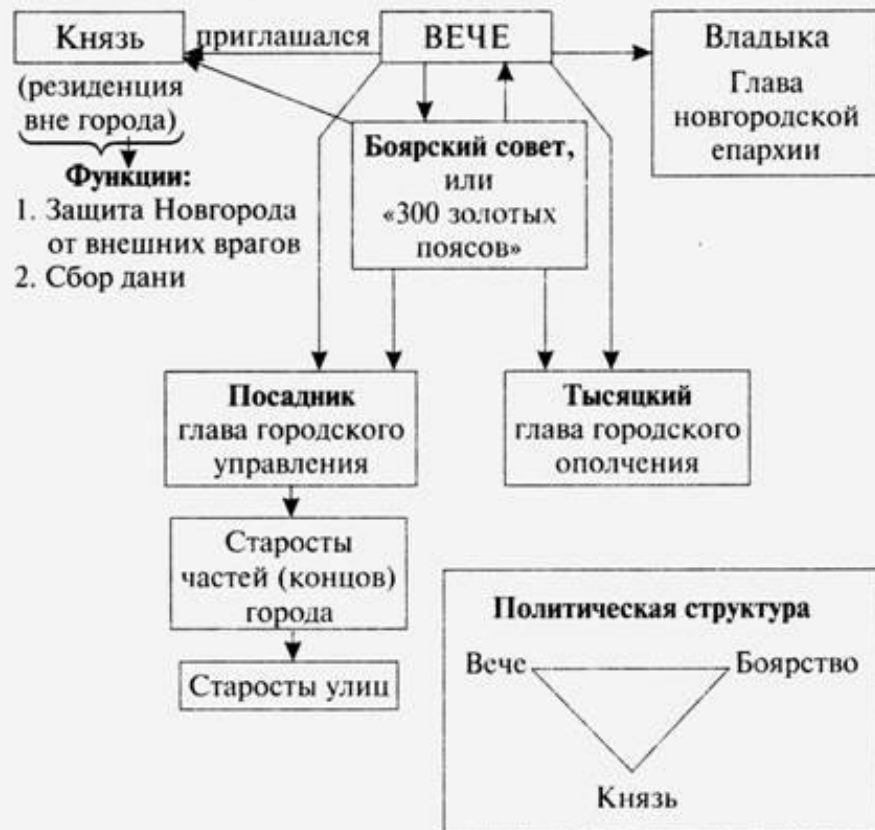 Князь
приглашался
ВЕЧЕ
Владыка
Глава
новгородской
епархии
(резиденция
вне города)
Функции:
1. Защита Новгорода
от внешних врагов
2. Сбор дани
Боярский совет,
или
«300 золотых
поясов»
Посадник
глава городского
управления
Тысяцкий
глава городского
ополчения
Старосты
частей (концов)
города
Старосты улиц
Политическая структура
Вече
Боярство
Князь